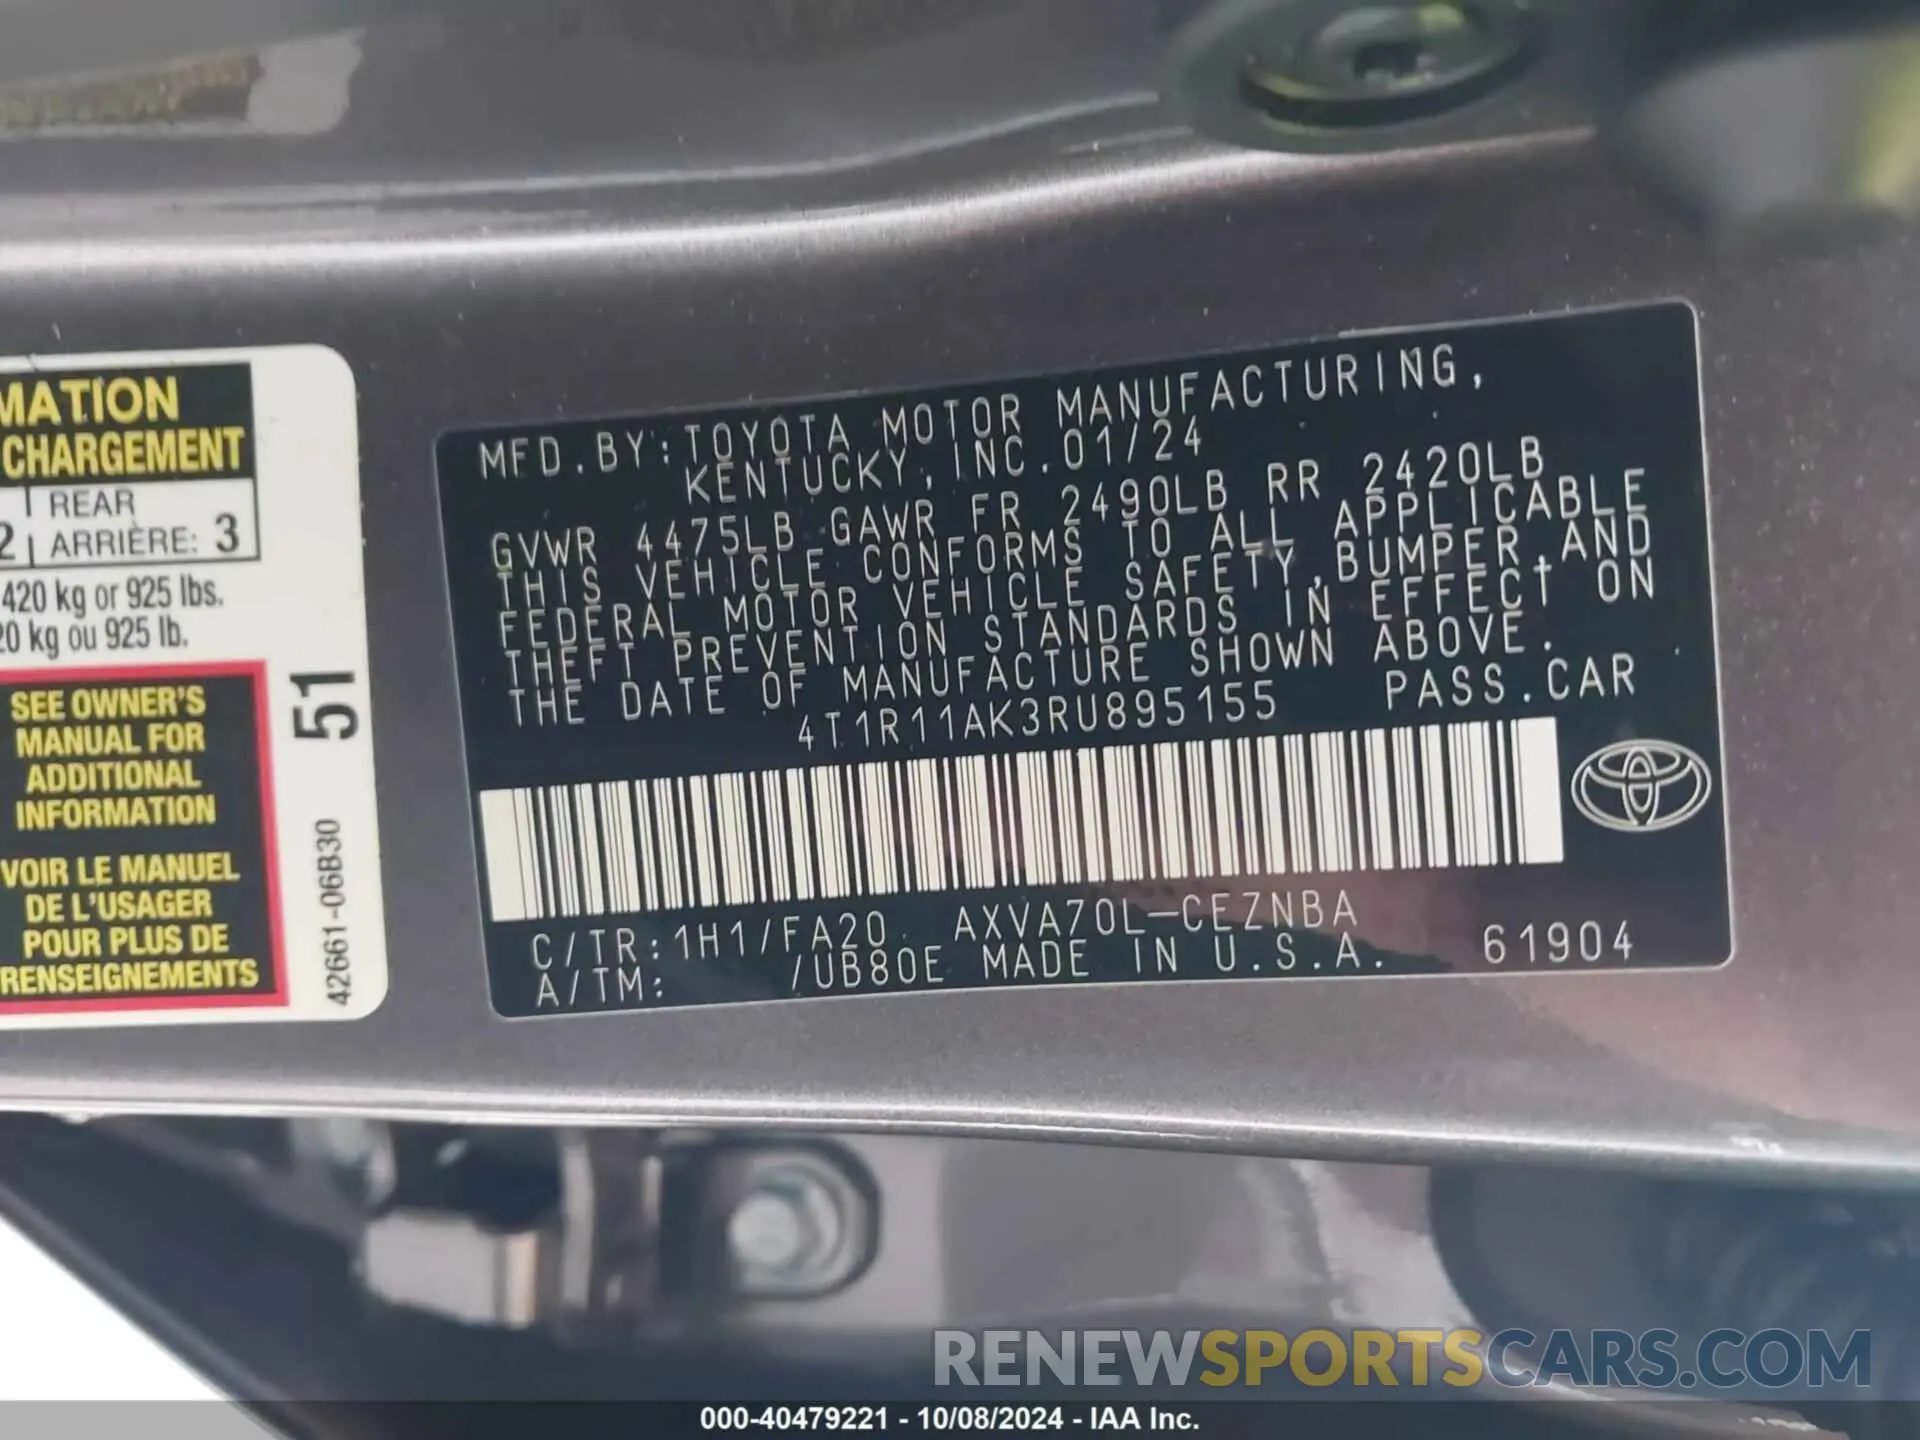 MATION
CHARGEMENT
2 REAR
ARRIÈRE: 3
420 kg or 925 lbs.
20 kg ou 925 lb.
SEE OWNER'S
MANUAL FOR
ADDITIONAL
INFORMATION
VOIR LE MANUEL
DE L'USAGER
POUR PLUS DE
RENSEIGNEMENTS
51
42661-06B30
MFD.BY:TOYOTA MOTOR MANUFACTURING,
KENTUCKY,INC.01/24
GVWR 4475LB GAWR FR 2490LB RR 2420LB
THIS VEHICLE CONFORMS TO ALL APPLICABLE
FEDERAL MOTOR VEHICLE SAFETY,BUMPER,AND
THEFT PREVENTION STANDARDS IN EFFECT ON
THE DATE OF MANUFACTURE SHOWN ABOVE.
4T1R11AK3RU895155 PASS.CAR
C/TR:1H1/FA20 AXVA70L-CEZNBA
A/TM: /UB80E MADE IN U.S.A. 61904
RENEWSPORTSCARS.COM
000-40479221 - 10/08/2024 - IAA Inc.